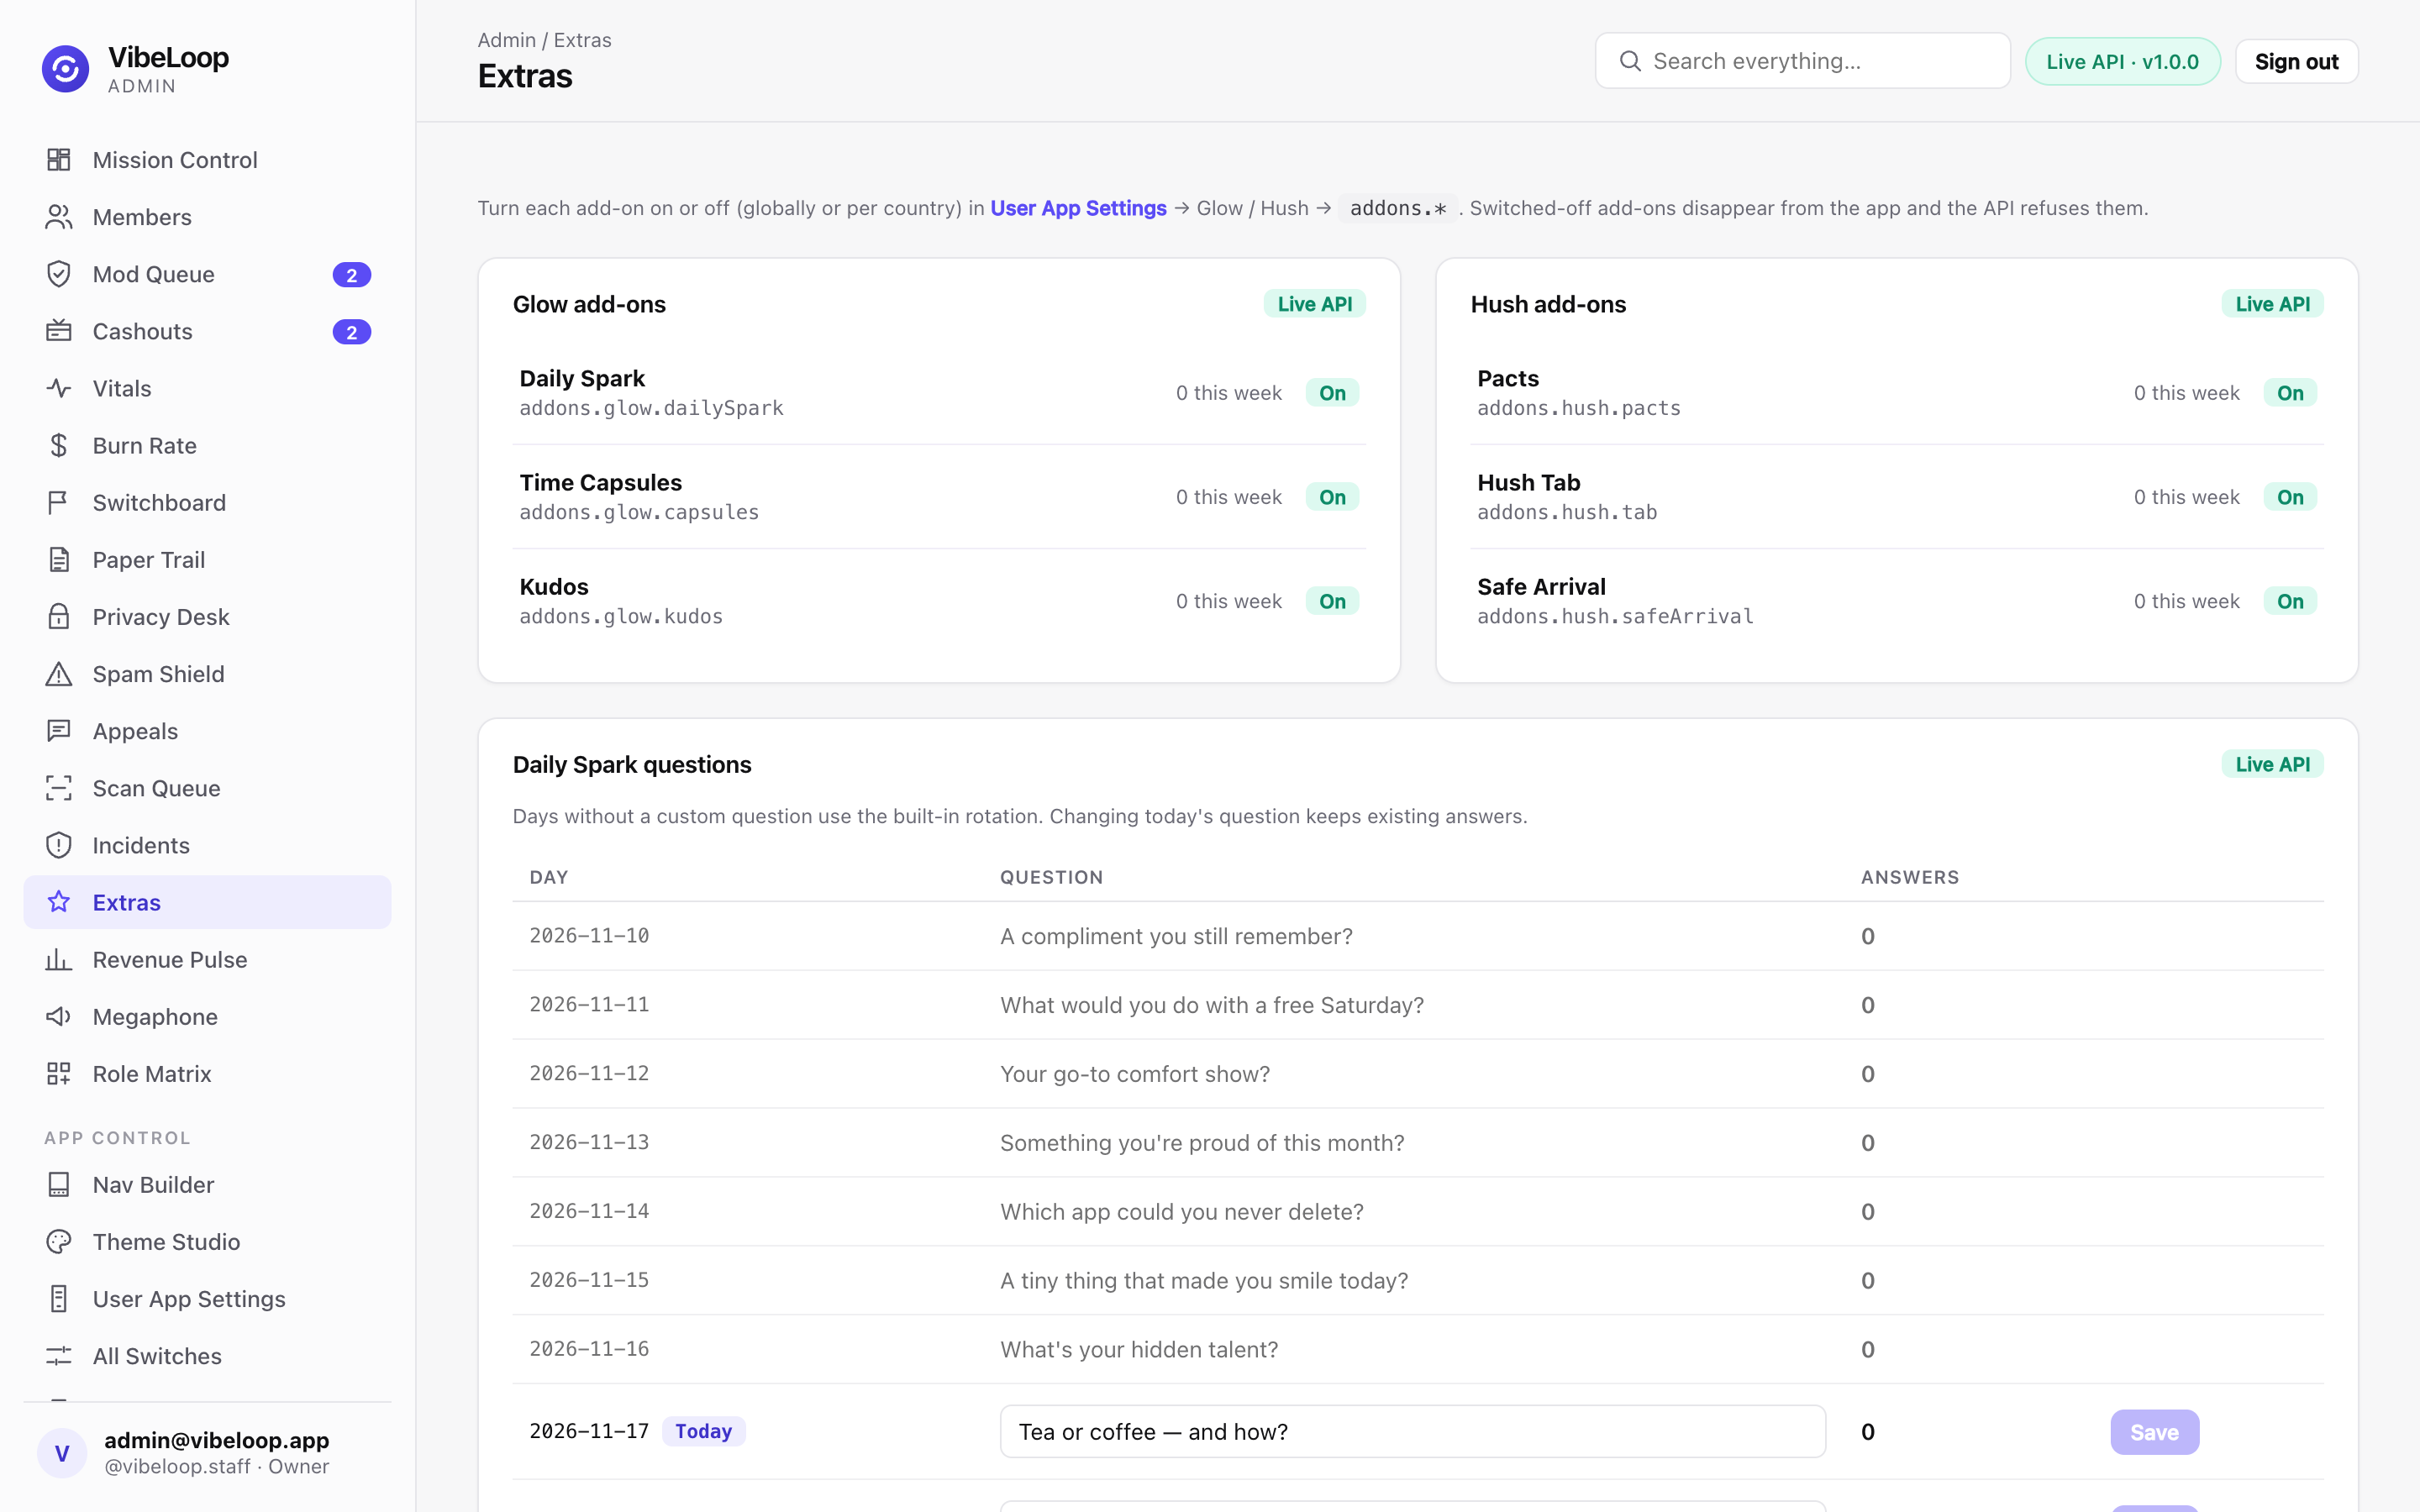 VibeLoop
ADMIN
Mission Control
Members
Mod Queue 2
Cashouts 2
Vitals
Burn Rate
Switchboard
Paper Trail
Privacy Desk
Spam Shield
Appeals
Scan Queue
Incidents
Extras
Revenue Pulse
Megaphone
Role Matrix
APP CONTROL
Nav Builder
Theme Studio
User App Settings
All Switches
V
admin@vibeloop.app
@vibeloop.staff · Owner
Admin / Extras
Extras
Search everything...
Live API · v1.0.0
Sign out
Turn each add-on on or off (globally or per country) in User App Settings → Glow / Hush → addons.* . Switched-off add-ons disappear from the app and the API refuses them.
Glow add-ons Live API
Daily Spark
addons.glow.dailySpark
0 this week On
Time Capsules
addons.glow.capsules
0 this week On
Kudos
addons.glow.kudos
0 this week On
Hush add-ons Live API
Pacts
addons.hush.pacts
0 this week On
Hush Tab
addons.hush.tab
0 this week On
Safe Arrival
addons.hush.safeArrival
0 this week On
Daily Spark questions Live API
Days without a custom question use the built-in rotation. Changing today's question keeps existing answers.
DAY QUESTION ANSWERS
2026-11-10 A compliment you still remember? 0
2026-11-11 What would you do with a free Saturday? 0
2026-11-12 Your go-to comfort show? 0
2026-11-13 Something you're proud of this month? 0
2026-11-14 Which app could you never delete? 0
2026-11-15 A tiny thing that made you smile today? 0
2026-11-16 What's your hidden talent? 0
2026-11-17 Today Tea or coffee — and how? 0 Save